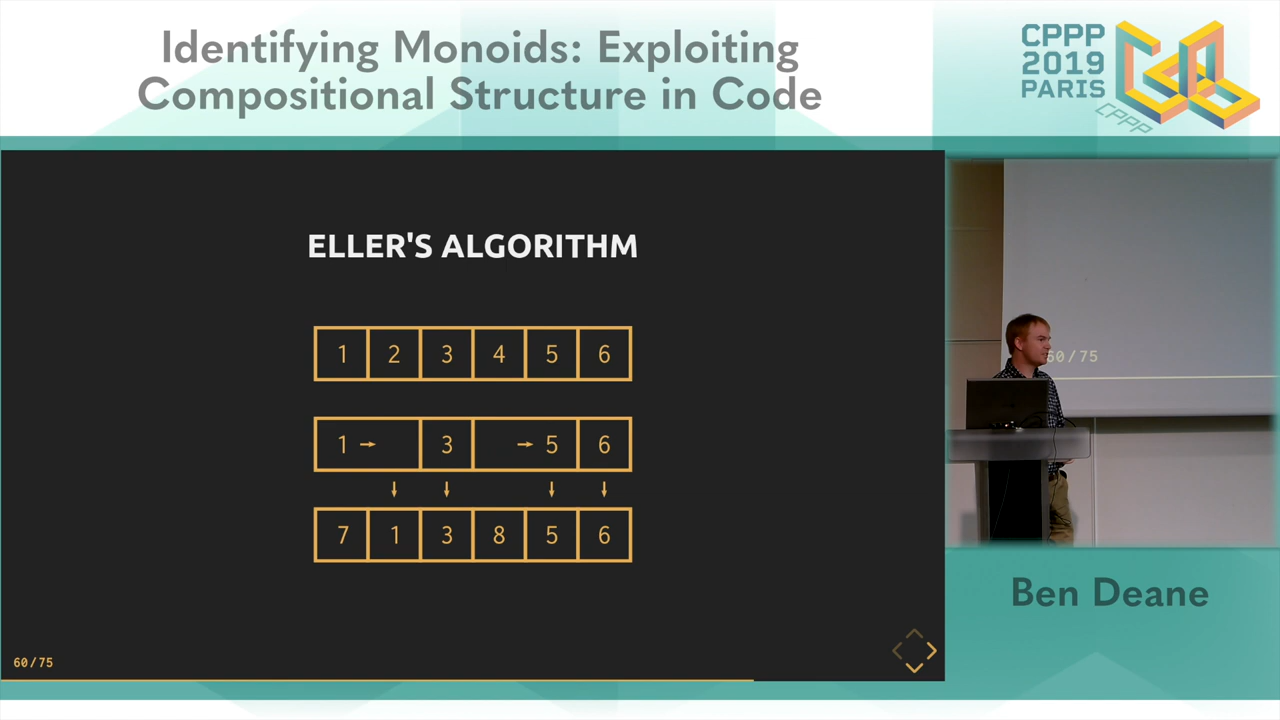 Identifying Monoids: Exploiting
Compositional Structure in Code
CPPP
2019
PARIS
CPPP
ELLER'S ALGORITHM
1 2 3 4 5 6
1 → 3 → 5 6
↓ ↓ ↓ ↓
7 1 3 8 5 6
60/75
60/75
Ben Deane